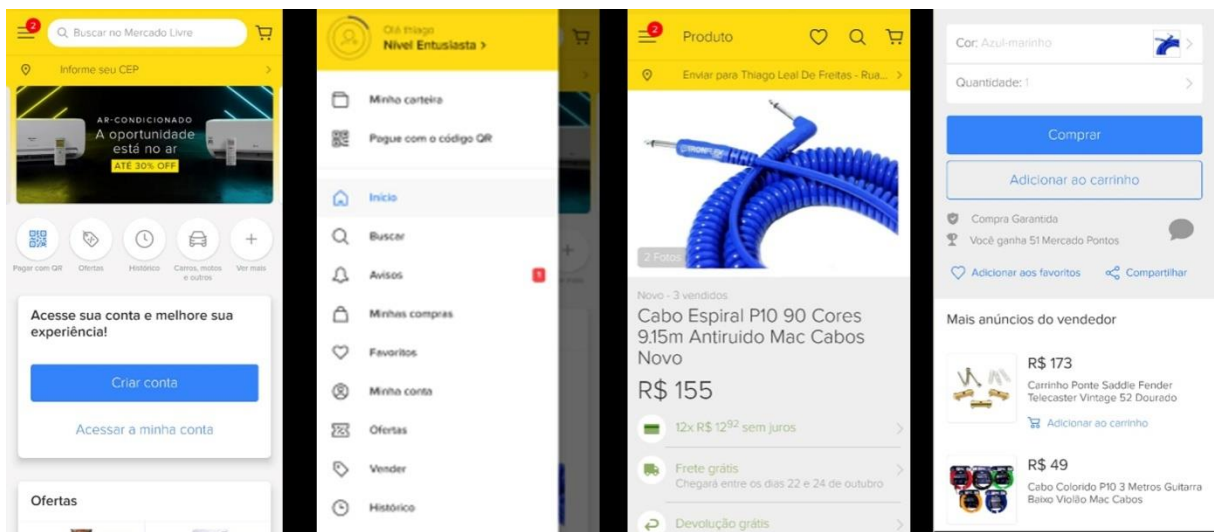 2
Buscar no Mercado Livre
Informe seu CEP
AR-CONDICIONADO
A oportunidade
está no ar
ATÉ 30% OFF
Pagar com QR
Ofertas
Histórico
Carros, motos
e outros
Ver mais
Acesse sua conta e melhore sua
experiência!
Criar conta
Acessar a minha conta
Ofertas
Olá thiago
Nível Entusiasta >
Minha carteira
Pague com o código QR
Início
Buscar
Avisos
1
Minhas compras
Favoritos
Minha conta
Ofertas
Vender
Histórico
2
Produto
Enviar para Thiago Leal De Freitas - Rua...
2 Fotos
Novo - 3 vendidos
Cabo Espiral P10 90 Cores
9.15m Antiruido Mac Cabos
Novo
R$ 155
12x R$ 12⁹² sem juros
Frete grátis
Chegará entre os dias 22 e 24 de outubro
Devolução grátis
Cor: Azul-marinho
Quantidade: 1
Comprar
Adicionar ao carrinho
Compra Garantida
Você ganha 51 Mercado Pontos
Adicionar aos favoritos
Compartilhar
Mais anúncios do vendedor
R$ 173
Carrinho Ponte Saddle Fender
Telecaster Vintage 52 Dourado
Adicionar ao carrinho
R$ 49
Cabo Colorido P10 3 Metros Guitarra
Baixo Violão Mac Cabos